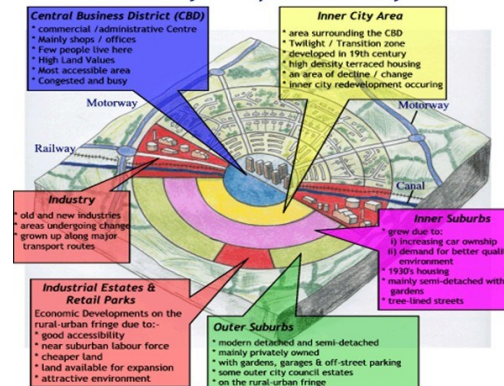 Central Business District (CBD)
* commercial /administrative Centre
* Mainly shops / offices
* Few people live here
* High Land Values
* Most accessible area
* Congested and busy
Inner City Area
* area surrounding the CBD
* Twilight / Transition zone
* developed in 19th century
* high density terraced housing
* an area of decline / change
* inner city redevelopment occuring
Motorway
Motorway
Railway
Canal
Industry
* old and new industries
* areas undergoing change
* grown up along major
transport routes
Inner Suburbs
* grew due to:
i) increasing car ownship
ii) demand for better quality
environment
* 1930's housing
* mainly semi-detached with
gardens
* tree-lined streets
Industrial Estates &
Retail Parks
Economic Developments on the
rural-urban fringe due to:-
* good accessibility
* near suburban labour force
* cheaper land
* land available for expansion
* attractive environment
Outer Suburbs
* modern detached and semi-detached
* mainly privately owned
* with gardens, garages & off-street parking
* some outer city council estates
* on the rural-urban fringe